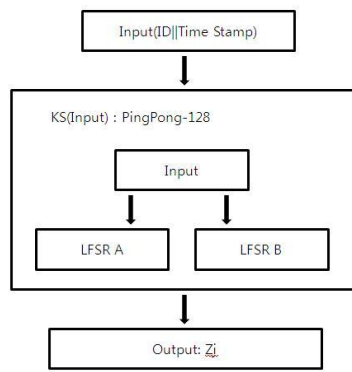 Input(ID||Time Stamp)
KS(Input) : PingPong-128
Input
LFSR A
LFSR B
Output: Zi